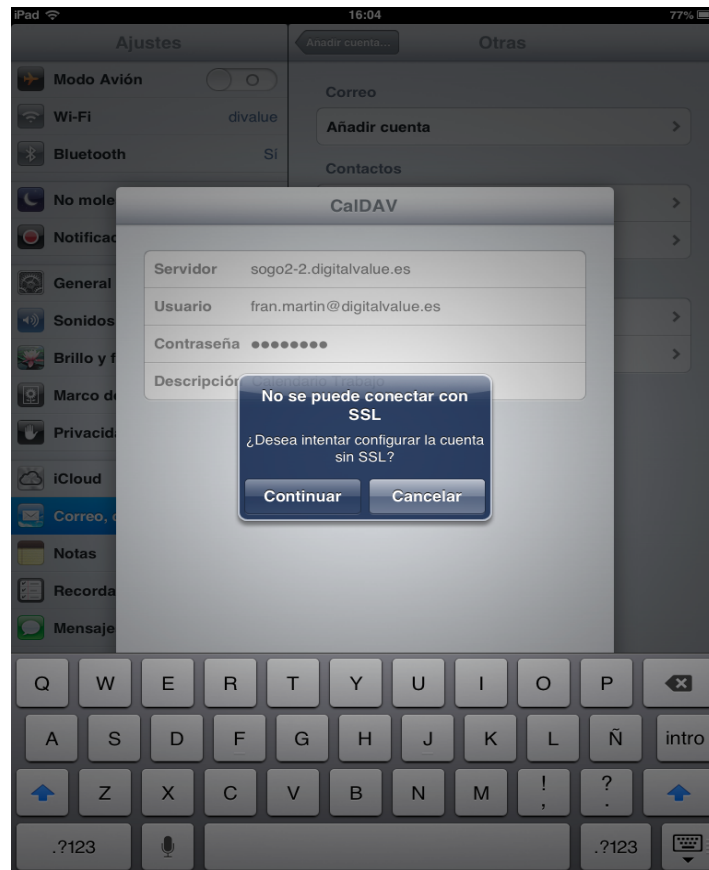 iPad 16:04 77%
Ajustes
Añadir cuenta... Otras
Modo Avión
Correo
Wi-Fi divalue
Añadir cuenta
Bluetooth Sí
Contactos
No mole
CalDAV
Notificac
Servidor sogo2-2.digitalvalue.es
General
Usuario fran.martin@digitalvalue.es
Sonidos
Contraseña ●●●●●●●●
Brillo y f
Descripción Calendario Trabajo
Marco de
No se puede conectar con
SSL
Privacid
¿Desea intentar configurar la cuenta
sin SSL?
iCloud
Continuar Cancelar
Correo, c
Notas
Recorda
Mensaje
Q W E R T Y U I O P
A S D F G H J K L Ñ intro
Z X C V B N M ! , ? .
.?123 .?123